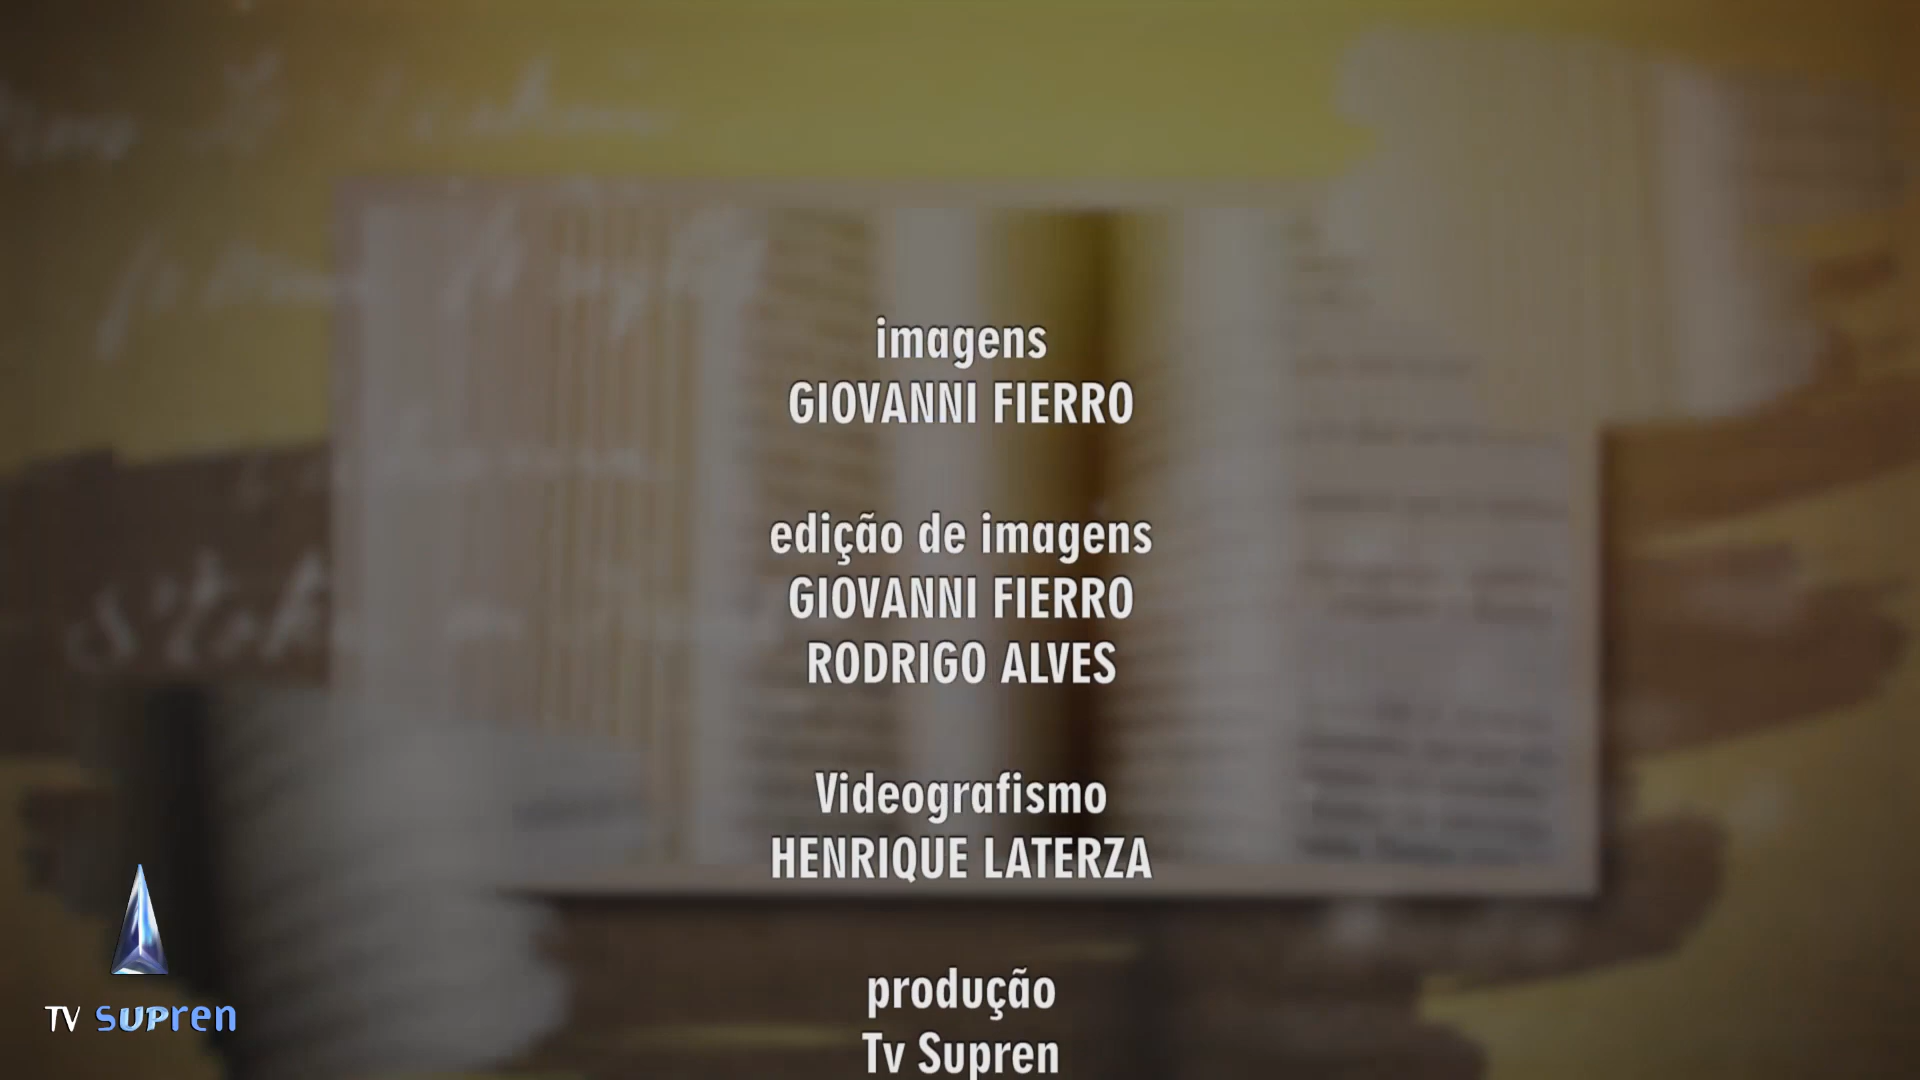 imagens
GIOVANNI FIERRO
edição de imagens
GIOVANNI FIERRO
RODRIGO ALVES
Videografismo
HENRIQUE LATERZA
produção
Tv Supren
TV SUPren